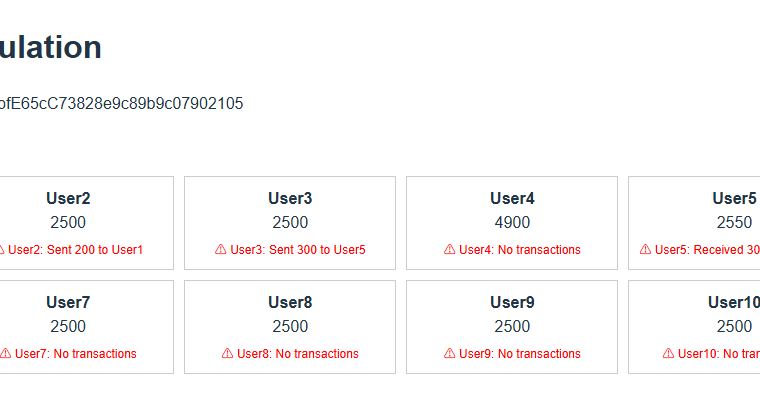 ulation
ofE65cC73828e9c89b9c07902105
User2 User3 User4 User5
2500 2500 4900 2550
⚠ User2: Sent 200 to User1 ⚠ User3: Sent 300 to User5 ⚠ User4: No transactions ⚠ User5: Received 30
User7 User8 User9 User10
2500 2500 2500 2500
⚠ User7: No transactions ⚠ User8: No transactions ⚠ User9: No transactions ⚠ User10: No tran